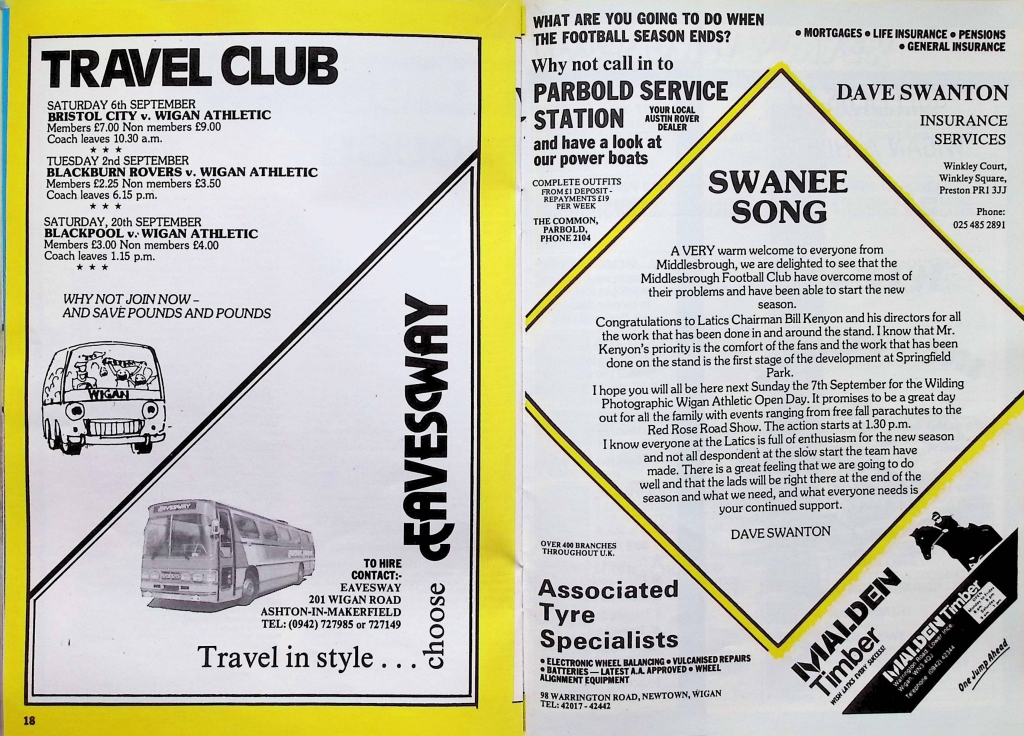 TRAVEL CLUB
SATURDAY 6th SEPTEMBER
BRISTOL CITY v. WIGAN ATHLETIC
Members £7.00 Non members £9.00
Coach leaves 10.30 a.m.
★ ★ ★
TUESDAY 2nd SEPTEMBER
BLACKBURN ROVERS v. WIGAN ATHLETIC
Members £2.25 Non members £3.50
Coach leaves 6.15 p.m.
★ ★ ★
SATURDAY, 20th SEPTEMBER
BLACKPOOL v. WIGAN ATHLETIC
Members £3.00 Non members £4.00
Coach leaves 1.15 p.m.
★ ★ ★
WHY NOT JOIN NOW –
AND SAVE POUNDS AND POUNDS
WIGAN
EAVESWAY
EAVESWAY
TO HIRE
CONTACT:-
EAVESWAY
201 WIGAN ROAD
ASHTON-IN-MAKERFIELD
TEL: (0942) 727985 or 727149
Travel in style . . . choose
18
WHAT ARE YOU GOING TO DO WHEN
THE FOOTBALL SEASON ENDS?
Why not call in to
PARBOLD SERVICE
STATION
YOUR LOCAL
AUSTIN ROVER
DEALER
and have a look at
our power boats
COMPLETE OUTFITS
FROM £1 DEPOSIT -
REPAYMENTS £19
PER WEEK
THE COMMON,
PARBOLD,
PHONE 2104
• MORTGAGES • LIFE INSURANCE • PENSIONS
• GENERAL INSURANCE
DAVE SWANTON
INSURANCE
SERVICES
Winkley Court,
Winkley Square,
Preston PR1 3JJ
Phone:
025 485 2891
SWANEE
SONG
A VERY warm welcome to everyone from
Middlesbrough, we are delighted to see that the
Middlesbrough Football Club have overcome most of
their problems and have been able to start the new
season.
Congratulations to Latics Chairman Bill Kenyon and his directors for all
the work that has been done in and around the stand. I know that Mr.
Kenyon's priority is the comfort of the fans and the work that has been
done on the stand is the first stage of the development at Springfield
Park.
I hope you will all be here next Sunday the 7th September for the Wilding
Photographic Wigan Athletic Open Day. It promises to be a great day
out for all the family with events ranging from free fall parachutes to the
Red Rose Road Show. The action starts at 1.30 p.m.
I know everyone at the Latics is full of enthusiasm for the new season
and not all despondent at the slow start the team have
made. There is a great feeling that we are going to do
well and that the lads will be right there at the end of the
season and what we need, and what everyone needs is
your continued support.
DAVE SWANTON
OVER 400 BRANCHES
THROUGHOUT U.K.
Associated
Tyre
Specialists
• ELECTRONIC WHEEL BALANCING • VULCANISED REPAIRS
• BATTERIES — LATEST A.A. APPROVED • WHEEL
ALIGNMENT EQUIPMENT
98 WARRINGTON ROAD, NEWTOWN, WIGAN
TEL: 42017 - 42442
MALDEN
Timber
WISH LATICS EVERY SUCCESS!
MALDEN Timber
Warrington Road, Lower Ince,
Wigan. WN3 4QJ
Telephone (0942) 42344
OPEN
One Jump Ahead